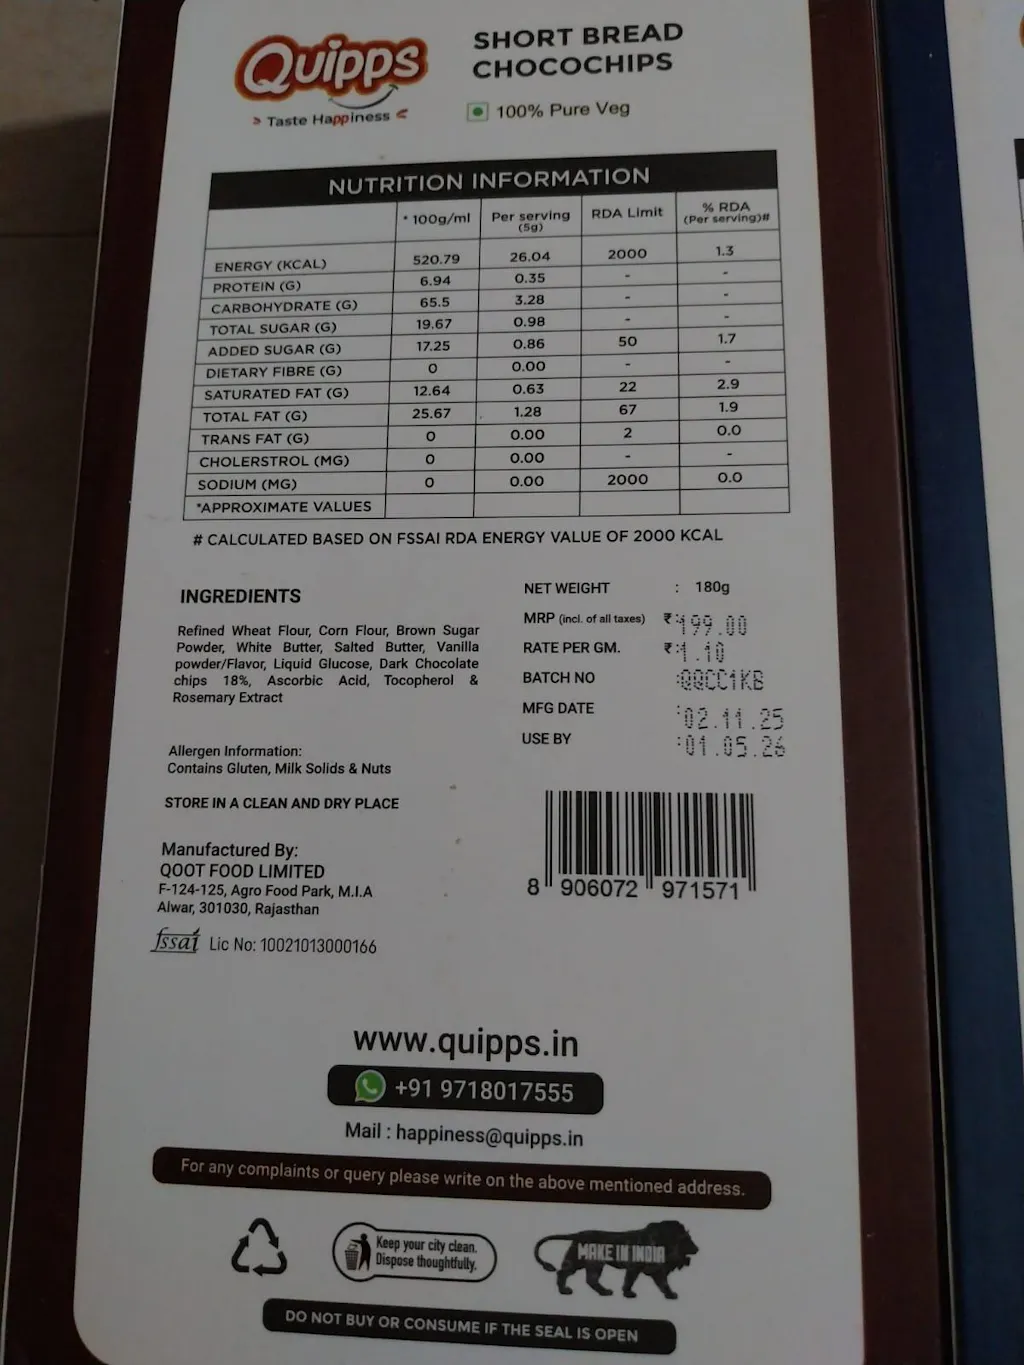 Quipps
Taste Happiness
SHORT BREAD
CHOCOCHIPS
100% Pure Veg
NUTRITION INFORMATION
* 100g/ml Per serving (5g) RDA Limit % RDA (Per serving)#
ENERGY (KCAL) 520.79 26.04 2000 1.3
PROTEIN (G) 6.94 0.35 - -
CARBOHYDRATE (G) 65.5 3.28 - -
TOTAL SUGAR (G) 19.67 0.98 - -
ADDED SUGAR (G) 17.25 0.86 50 1.7
DIETARY FIBRE (G) 0 0.00 - -
SATURATED FAT (G) 12.64 0.63 22 2.9
TOTAL FAT (G) 25.67 1.28 67 1.9
TRANS FAT (G) 0 0.00 2 0.0
CHOLERSTROL (MG) 0 0.00 - -
SODIUM (MG) 0 0.00 2000 0.0
*APPROXIMATE VALUES
# CALCULATED BASED ON FSSAI RDA ENERGY VALUE OF 2000 KCAL
INGREDIENTS
Refined Wheat Flour, Corn Flour, Brown Sugar
Powder, White Butter, Salted Butter, Vanilla
powder/Flavor, Liquid Glucose, Dark Chocolate
chips 18%, Ascorbic Acid, Tocopherol &
Rosemary Extract
Allergen Information:
Contains Gluten, Milk Solids & Nuts
STORE IN A CLEAN AND DRY PLACE
Manufactured By:
QOOT FOOD LIMITED
F-124-125, Agro Food Park, M.I.A
Alwar, 301030, Rajasthan
fssai Lic No: 10021013000166
NET WEIGHT : 180g
MRP (incl. of all taxes) ₹:199.00
RATE PER GM. ₹:1.10
BATCH NO :QQCC1KB
MFG DATE :02.11.25
USE BY :01.05.26
8 906072 971571
www.quipps.in
+91 9718017555
Mail : happiness@quipps.in
For any complaints or query please write on the above mentioned address.
Keep your city clean.
Dispose thoughtfully.
MAKE IN INDIA
DO NOT BUY OR CONSUME IF THE SEAL IS OPEN